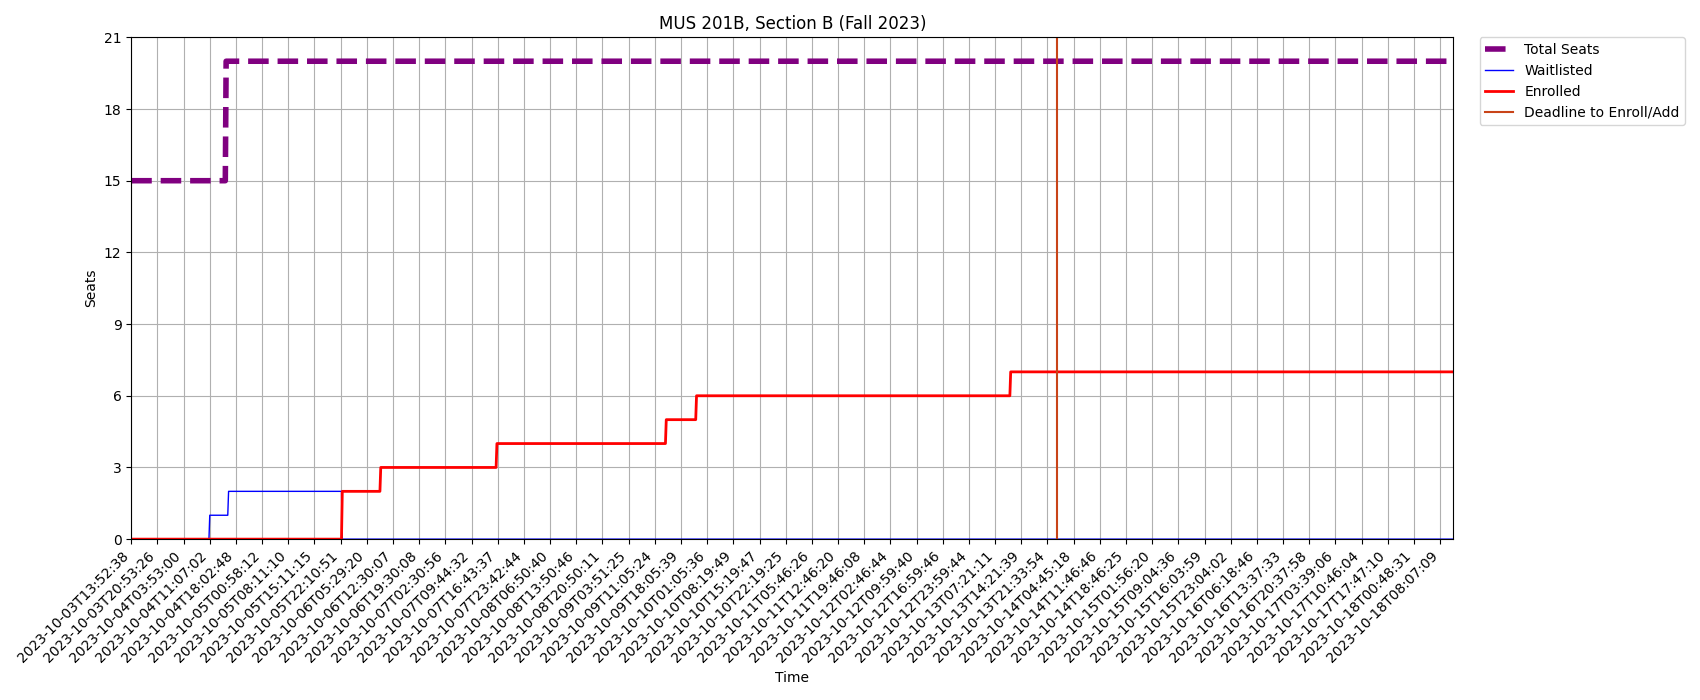 MUS 201B, Section B (Fall 2023)
21
18
15
12
9
6
3
0
Seats
2023-10-03T13:52:38
2023-10-03T20:53:26
2023-10-04T03:53:00
2023-10-04T11:07:02
2023-10-04T18:02:48
2023-10-05T00:58:12
2023-10-05T08:11:10
2023-10-05T15:11:15
2023-10-05T22:10:51
2023-10-06T05:29:20
2023-10-06T12:30:07
2023-10-06T19:30:08
2023-10-07T02:30:56
2023-10-07T09:44:32
2023-10-07T16:43:37
2023-10-07T23:42:44
2023-10-08T06:50:40
2023-10-08T13:50:46
2023-10-08T20:50:11
2023-10-09T03:51:25
2023-10-09T11:05:24
2023-10-09T18:05:39
2023-10-10T01:05:36
2023-10-10T08:19:49
2023-10-10T15:19:47
2023-10-10T22:19:25
2023-10-11T05:46:26
2023-10-11T12:46:20
2023-10-11T19:46:08
2023-10-12T02:46:44
2023-10-12T09:59:40
2023-10-12T16:59:46
2023-10-12T23:59:44
2023-10-13T07:21:11
2023-10-13T14:21:39
2023-10-13T21:33:54
2023-10-14T04:45:18
2023-10-14T11:46:46
2023-10-14T18:46:25
2023-10-15T01:56:20
2023-10-15T09:04:36
2023-10-15T16:03:59
2023-10-15T23:04:02
2023-10-16T06:18:46
2023-10-16T13:37:33
2023-10-16T20:37:58
2023-10-17T03:39:06
2023-10-17T10:46:04
2023-10-17T17:47:10
2023-10-18T00:48:31
2023-10-18T08:07:09
Time
Total Seats
Waitlisted
Enrolled
Deadline to Enroll/Add